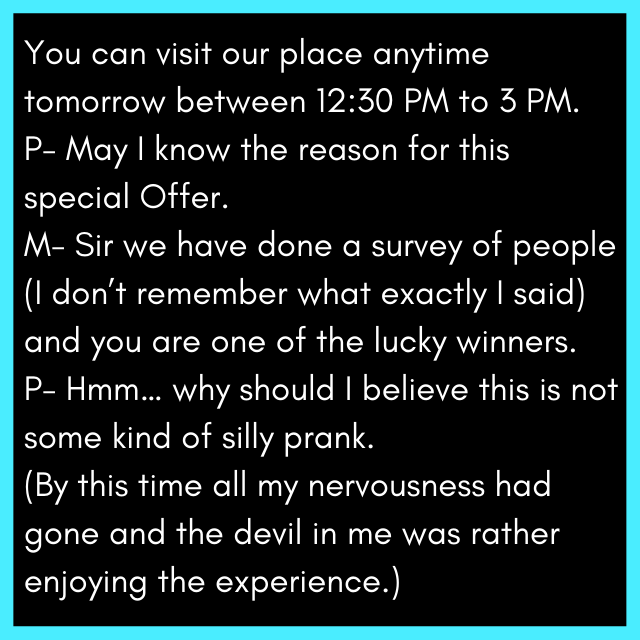 You can visit our place anytime
tomorrow between 12:30 PM to 3 PM.
P- May I know the reason for this
special Offer.
M- Sir we have done a survey of people
(I don’t remember what exactly I said)
and you are one of the lucky winners.
P- Hmm... why should I believe this is not
some kind of silly prank.
(By this time all my nervousness had
gone and the devil in me was rather
enjoying the experience.)